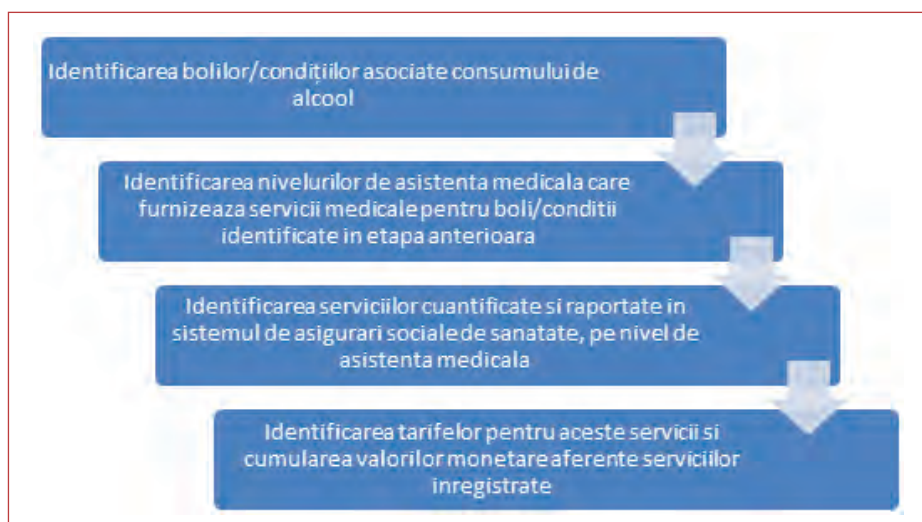 Identificarea bolilor/condițiilor asociate consumului de
alcool
Identificarea nivelurilor de asistenta medicala care
furnizeaza servicii medicale pentru boli/conditii
identificate in etapa anterioara
Identificarea serviciilor cuantificate si raportate in
sistemul de asigurari sociale de sanatate, pe nivel de
asistenta medicala
Identificarea tarifelor pentru aceste servicii si
cumularea valorilor monetare aferente serviciilor
inregistrate